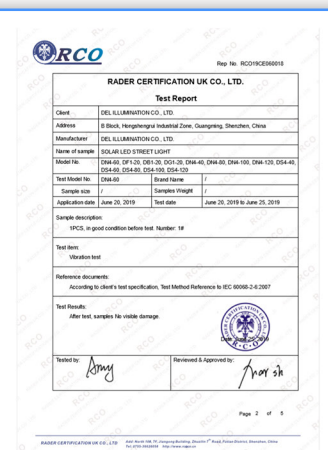 RCO
Rep No. RCO19CE060018
RADER CERTIFICATION UK CO., LTD.
Test Report
Client DEL ILLUMINATION CO., LTD.
Address B Block, Hongshengrui Industrial Zone, Guangming, Shenzhen, China
Manufacturer DEL ILLUMINATION CO., LTD.
Name of sample SOLAR LED STREET LIGHT
Model No. DN4-60, DF1-20, DB1-20, DG1-20, DN4-40, DN4-80, DN4-100, DN4-120, DS4-40,
DS4-60, DS4-80, DS4-100, DS4-120
Test Model No. DN4-60 Brand Name /
Sample size / Samples Weight /
Application date June 20, 2019 Test date June 20, 2019 to June 25, 2019
Sample description:
1PCS, in good condition before test. Number: 1#
Test item:
Vibration test
Reference documents:
According to client's test specification, Test Method Reference to IEC 60068-2-6:2007
Test Results:
After test, samples No visible damage.
Date: June 25, 2019
R·C·O
Tested by: Amy Reviewed & Approved by:
Page 2 of 5
RADER CERTIFICATION UK CO., LTD